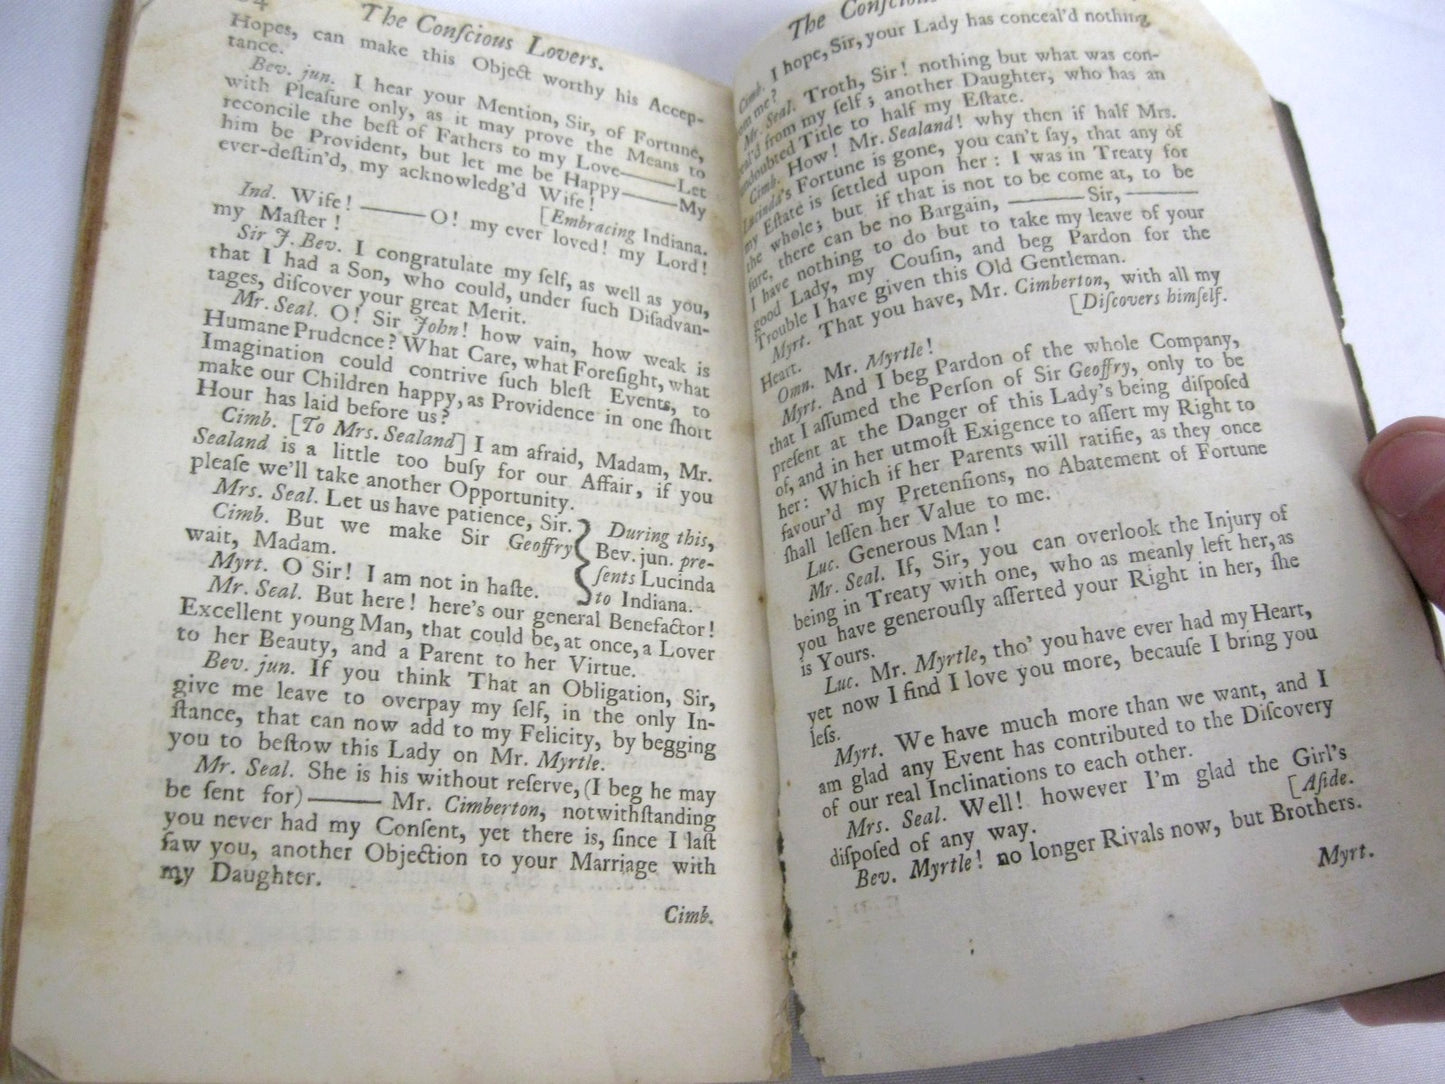 The Conſcious Lovers.
Hopes, can make this Object worthy his Accep-
tance.
Bev. jun. I hear your Mention, Sir, of Fortune,
with Pleaſure only, as it may prove the Means to
reconcile the beſt of Fathers to my Love——Let
him be Provident, but let me be Happy——My
ever-deſtin'd, my acknowledg'd Wife!
[Embracing Indiana.
Ind. Wife!——O! my ever loved! my Lord!
my Maſter!
Sir J. Bev. I congratulate my ſelf, as well as you,
that I had a Son, who could, under ſuch Diſadvan-
tages, diſcover your great Merit.
Mr. Seal. O! Sir John! how vain, how weak is
Humane Prudence? What Care, what Foreſight, what
Imagination could contrive ſuch bleſt Events, to
make our Children happy, as Providence in one ſhort
Hour has laid before us?
Cimb. [To Mrs. Sealand] I am afraid, Madam, Mr.
Sealand is a little too buſy for our Affair, if you
pleaſe we'll take another Opportunity.
Mrs. Seal. Let us have patience, Sir.
Cimb. But we make Sir Geoffry
wait, Madam.
Myrt. O Sir! I am not in haſte.
During this,
Bev. jun. pre-
ſents Lucinda
to Indiana.
Mr. Seal. But here! here's our general Benefactor!
Excellent young Man, that could be, at once, a Lover
to her Beauty, and a Parent to her Virtue.
Bev. jun. If you think That an Obligation, Sir,
give me leave to overpay my ſelf, in the only In-
ſtance, that can now add to my Felicity, by begging
you to beſtow this Lady on Mr. Myrtle.
Mr. Seal. She is his without reſerve, (I beg he may
be ſent for)——Mr. Cimberton, notwithſtanding
you never had my Conſent, yet there is, ſince I laſt
ſaw you, another Objection to your Marriage with
my Daughter.
Cimb.
The Conſcious
Cimb. I hope, Sir, your Lady has conceal'd nothing
me?
Mr. Seal. Troth, Sir! nothing but what was con-
from my ſelf; another Daughter, who has an
undoubted Title to half my Eſtate.
Cimb. How! Mr. Sealand! why then if half Mrs.
Lucinda's Fortune is gone, you can't ſay, that any of
my Eſtate is ſettled upon her: I was in Treaty for
the whole; but if that is not to be come at, to be
ſure, there can be no Bargain,——Sir,——
I have nothing to do but to take my leave of your
good Lady, my Couſin, and beg Pardon for the
Trouble I have given this Old Gentleman.
Myrt. That you have, Mr. Cimberton, with all my
Heart.
[Diſcovers himſelf.
Omn. Mr. Myrtle!
Myrt. And I beg Pardon of the whole Company,
that I aſſumed the Perſon of Sir Geoffry, only to be
preſent at the Danger of this Lady's being diſpoſed
of, and in her utmoſt Exigence to aſſert my Right to
her: Which if her Parents will ratifie, as they once
favour'd my Pretenſions, no Abatement of Fortune
ſhall leſſen her Value to me.
Luc. Generous Man!
Mr. Seal. If, Sir, you can overlook the Injury of
being in Treaty with one, who as meanly left her, as
you have generouſly aſſerted your Right in her, ſhe
is Yours.
Luc. Mr. Myrtle, tho' you have ever had my Heart,
yet now I find I love you more, becauſe I bring you
leſs.
Myrt. We have much more than we want, and I
am glad any Event has contributed to the Diſcovery
of our real Inclinations to each other.
Mrs. Seal. Well! however I'm glad the Girl's
diſpoſed of any way.
[Aſide.
Bev. Myrtle! no longer Rivals now, but Brothers.
Myrt.